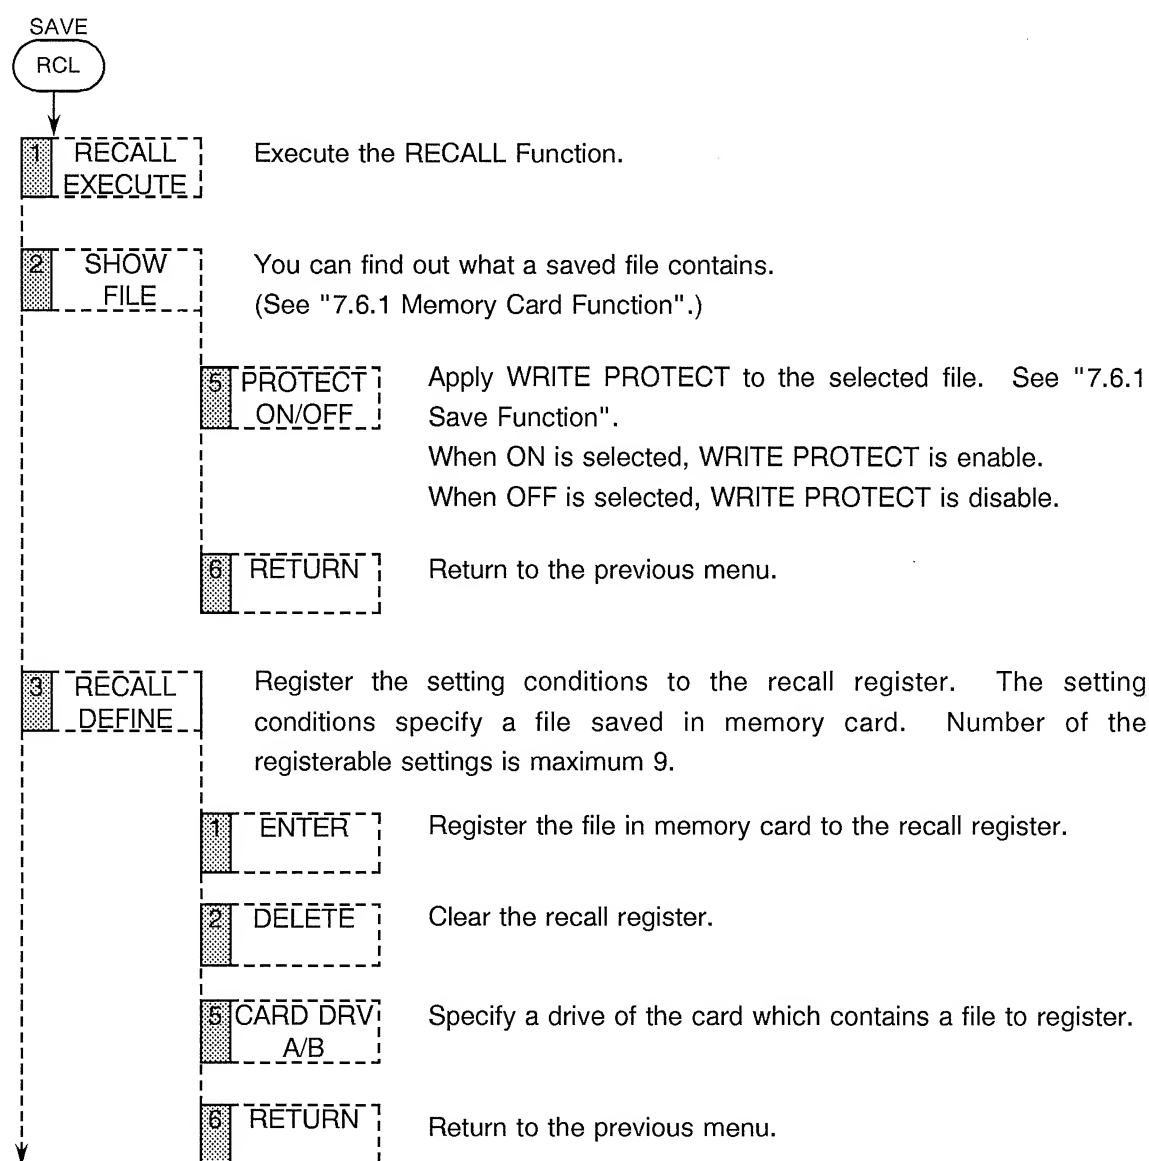 SAVE
RCL
1 RECALL
EXECUTE
Execute the RECALL Function.
2 SHOW
FILE
You can find out what a saved file contains.
(See "7.6.1 Memory Card Function".)
5 PROTECT
ON/OFF
Apply WRITE PROTECT to the selected file. See "7.6.1
Save Function".
When ON is selected, WRITE PROTECT is enable.
When OFF is selected, WRITE PROTECT is disable.
6 RETURN
Return to the previous menu.
3 RECALL
DEFINE
Register the setting conditions to the recall register. The setting
conditions specify a file saved in memory card. Number of the
registerable settings is maximum 9.
1 ENTER
Register the file in memory card to the recall register.
2 DELETE
Clear the recall register.
5 CARD DRV
A/B
Specify a drive of the card which contains a file to register.
6 RETURN
Return to the previous menu.